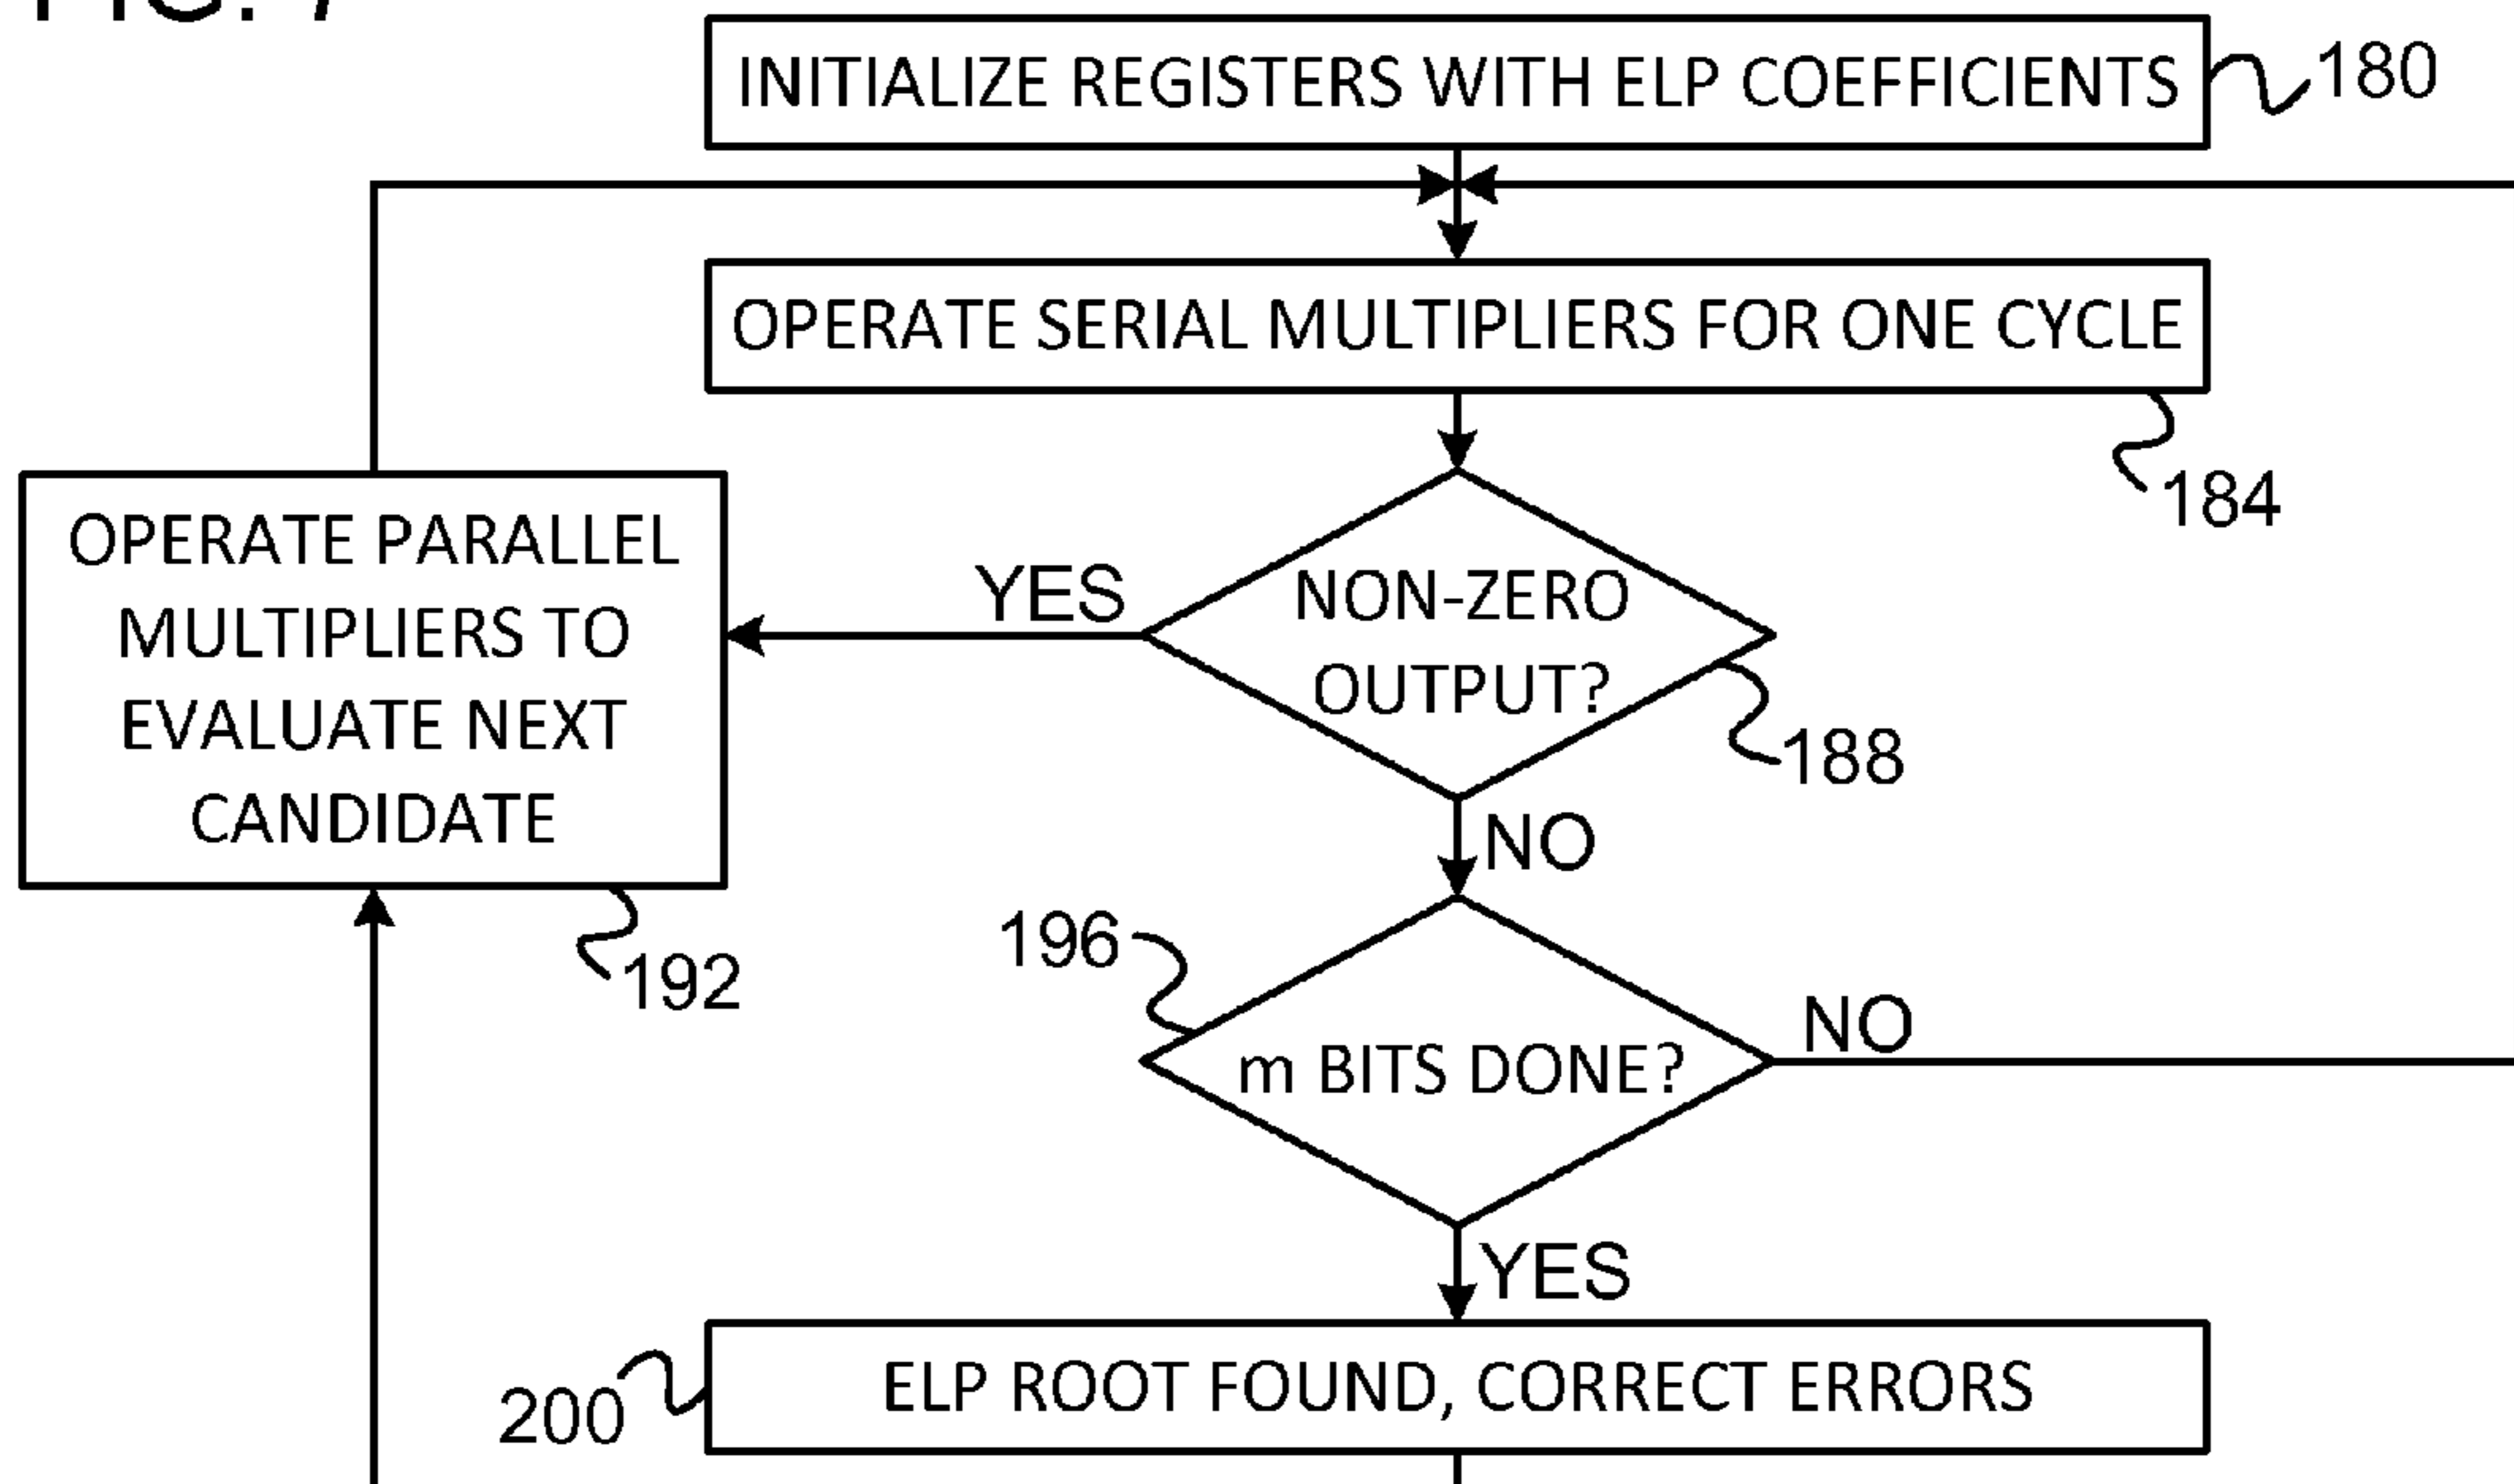 INITIALIZE REGISTERS WITH ELP COEFFICIENTS
180
OPERATE SERIAL MULTIPLIERS FOR ONE CYCLE
184
OPERATE PARALLEL
MULTIPLIERS TO
EVALUATE NEXT
CANDIDATE
192
YES
NON-ZERO
OUTPUT?
188
NO
196
m BITS DONE?
NO
YES
200
ELP ROOT FOUND, CORRECT ERRORS